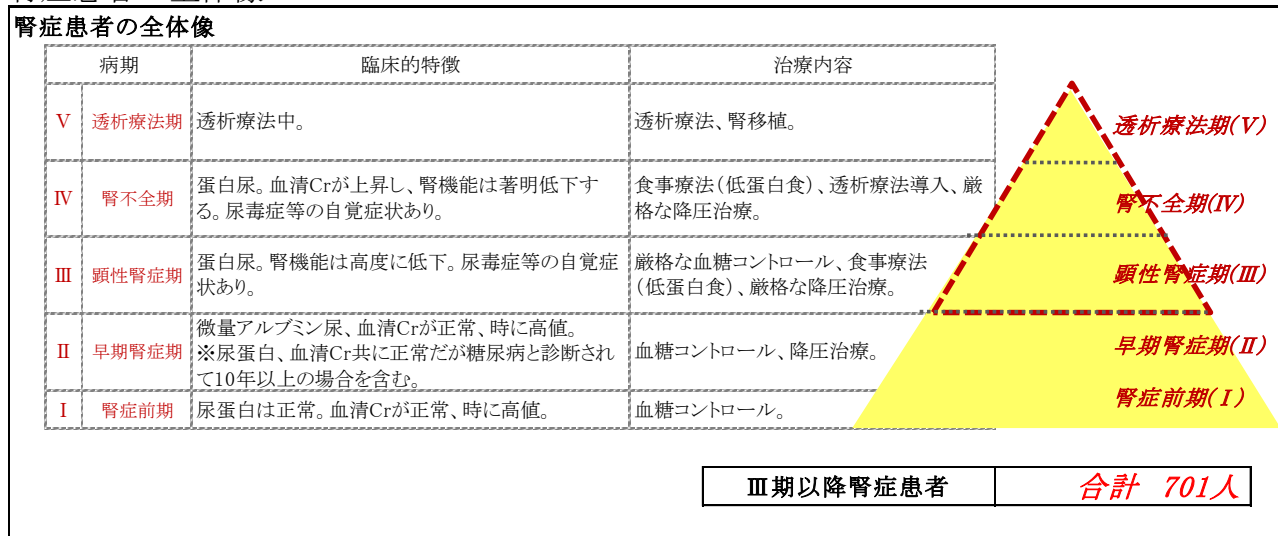 腎症患者の全体像
病期 臨床的特徴 治療内容
Ⅴ 透析療法期 透析療法中。 透析療法、腎移植。 透析療法期(Ⅴ)
Ⅳ 腎不全期 蛋白尿。血清Crが上昇し、腎機能は著明低下す
る。尿毒症等の自覚症状あり。 食事療法(低蛋白食)、透析療法導入、厳
格な降圧治療。 腎不全期(Ⅳ)
Ⅲ 顕性腎症期 蛋白尿。腎機能は高度に低下。尿毒症等の自覚症
状あり。 厳格な血糖コントロール、食事療法
(低蛋白食)、厳格な降圧治療。 顕性腎症期(Ⅲ)
Ⅱ 早期腎症期 微量アルブミン尿、血清Crが正常、時に高値。
※尿蛋白、血清Cr共に正常だが糖尿病と診断され
て10年以上の場合を含む。 血糖コントロール、降圧治療。 早期腎症期(Ⅱ)
Ⅰ 腎症前期 尿蛋白は正常。血清Crが正常、時に高値。 血糖コントロール。 腎症前期(Ⅰ)
Ⅲ期以降腎症患者 合計 701人